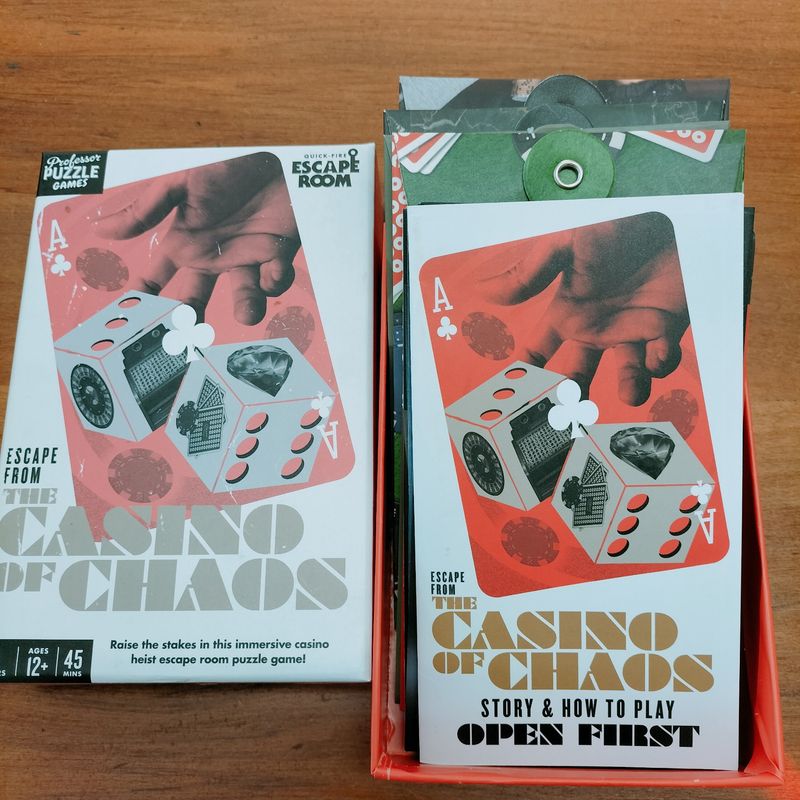 Professor
PUZZLE
GAMES
QUICK-FIRE
ESCAPE
ROOM
A
A
ESCAPE
FROM
THE
CASINO
OF CHAOS
AGES
12+
45
MINS
Raise the stakes in this immersive casino
heist escape room puzzle game!
A
A
ESCAPE
FROM
THE
CASINO
OF CHAOS
STORY & HOW TO PLAY
OPEN FIRST